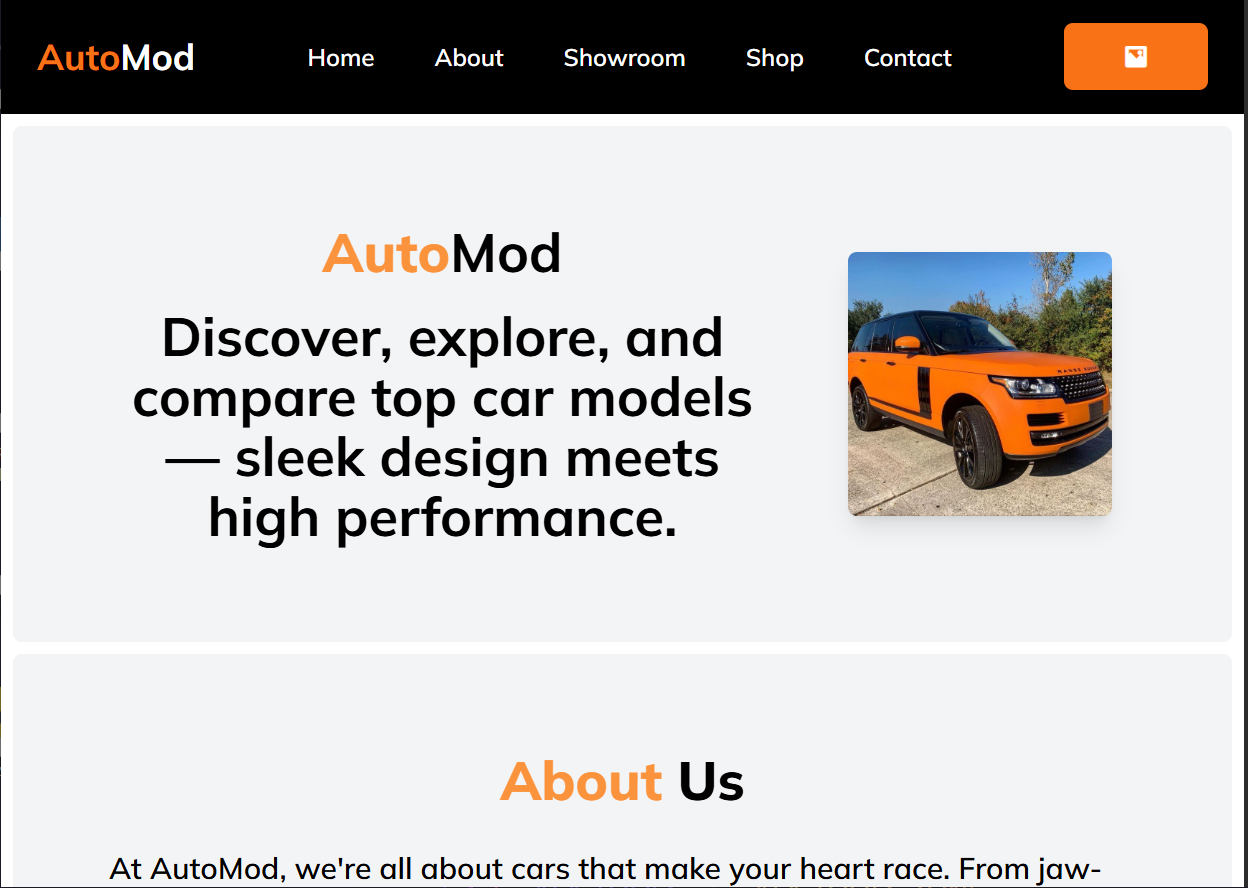 AutoMod
Home About Showroom Shop Contact
AutoMod
Discover, explore, and
compare top car models
— sleek design meets
high performance.
About Us
At AutoMod, we're all about cars that make your heart race. From jaw-